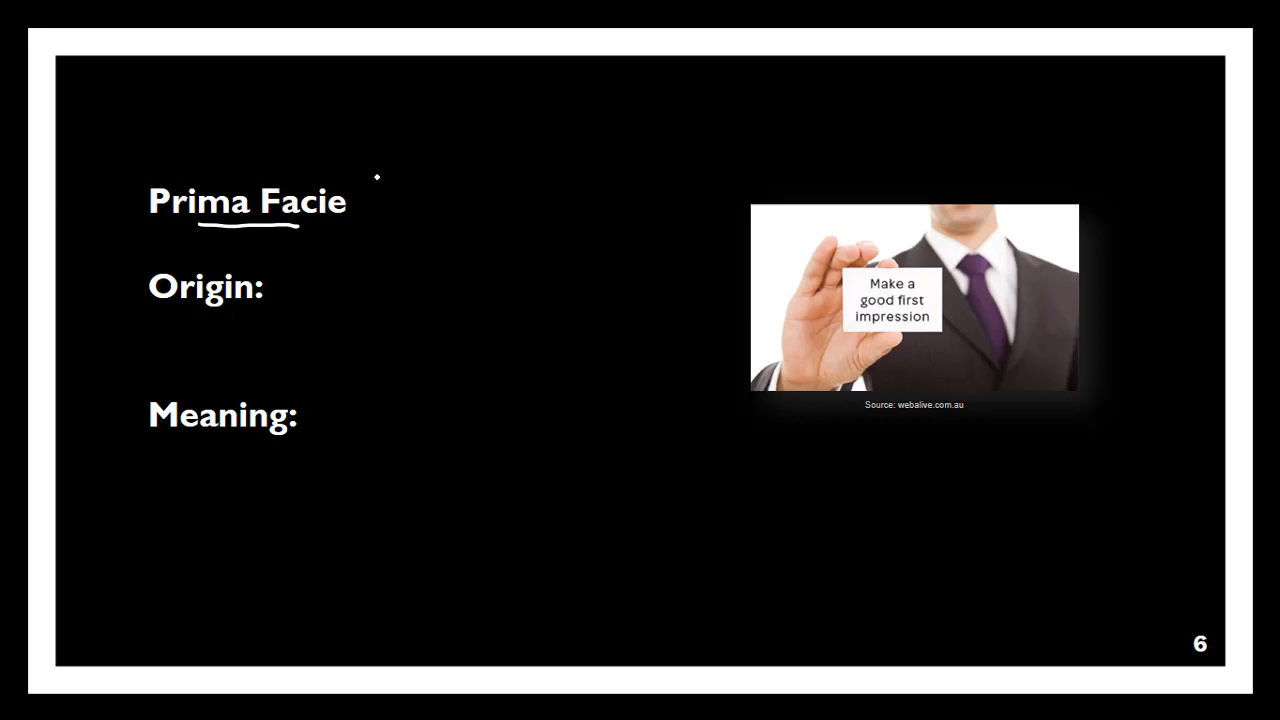 Prima Facie
Origin:
Meaning:
Make a
good first
impression
Source: webalive.com.au
6